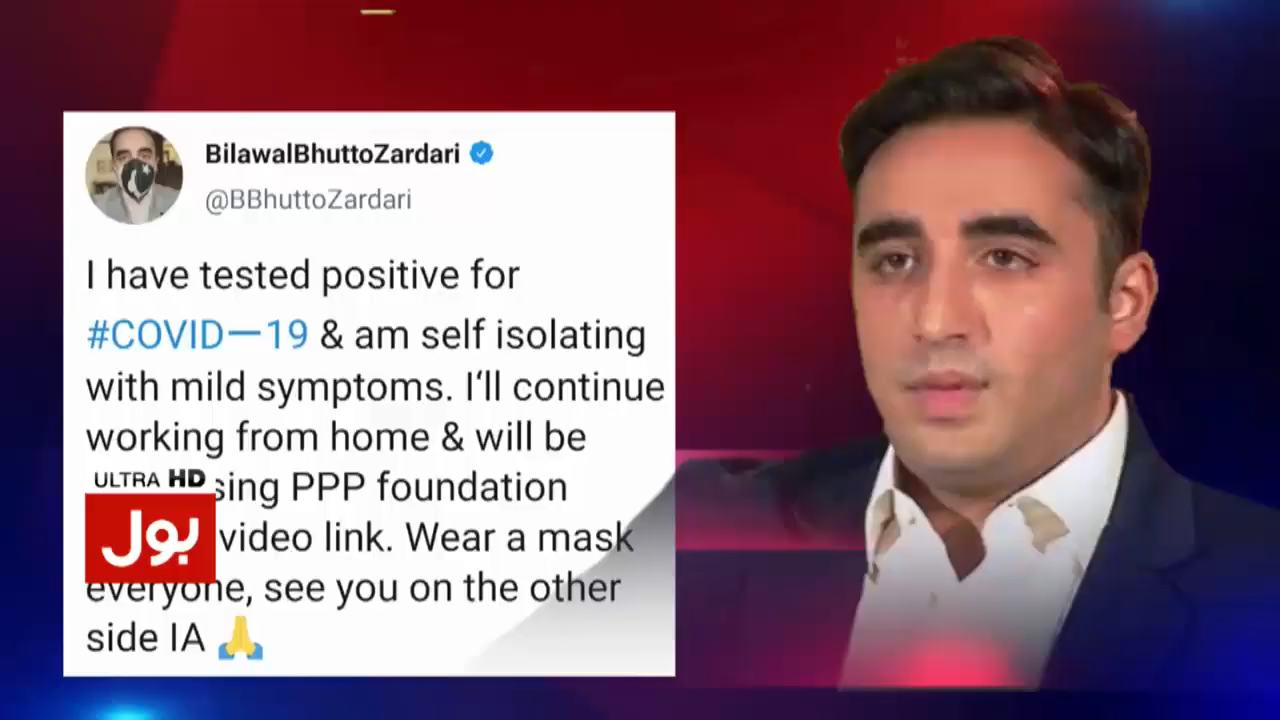 BilawalBhuttoZardari
@BBhuttoZardari
I have tested positive for
#COVID—19 & am self isolating
with mild symptoms. I‘ll continue
working from home & will be
PPP foundation
video link. Wear a mask
everyone, see you on the other
side IA 🙏
ULTRA HD
بول